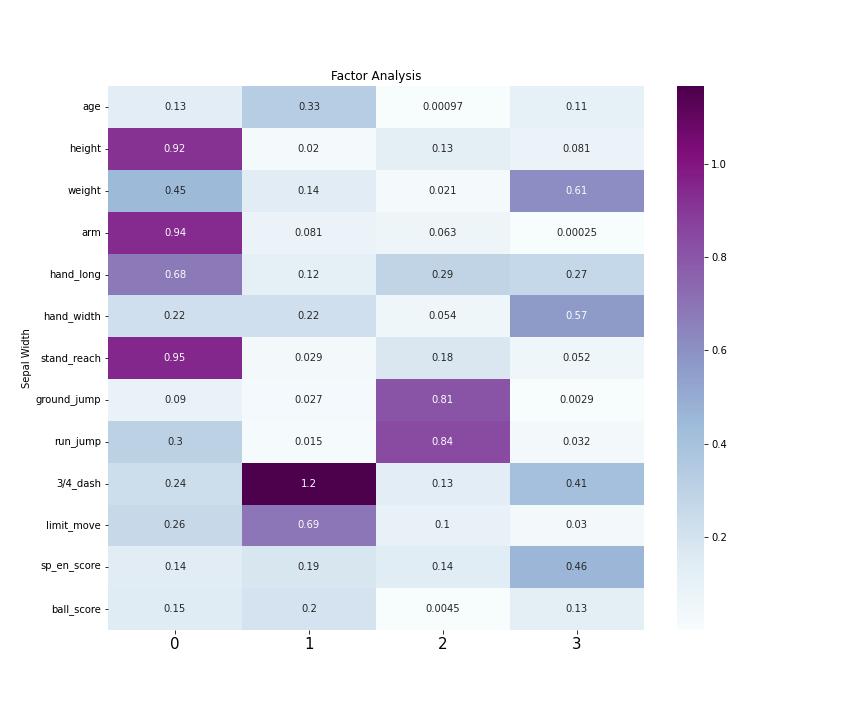 Factor Analysis
Sepal Width
age 0.13 0.33 0.00097 0.11
height 0.92 0.02 0.13 0.081
weight 0.45 0.14 0.021 0.61
arm 0.94 0.081 0.063 0.00025
hand_long 0.68 0.12 0.29 0.27
hand_width 0.22 0.22 0.054 0.57
stand_reach 0.95 0.029 0.18 0.052
ground_jump 0.09 0.027 0.81 0.0029
run_jump 0.3 0.015 0.84 0.032
3/4_dash 0.24 1.2 0.13 0.41
limit_move 0.26 0.69 0.1 0.03
sp_en_score 0.14 0.19 0.14 0.46
ball_score 0.15 0.2 0.0045 0.13
0 1 2 3
1.0
0.8
0.6
0.4
0.2